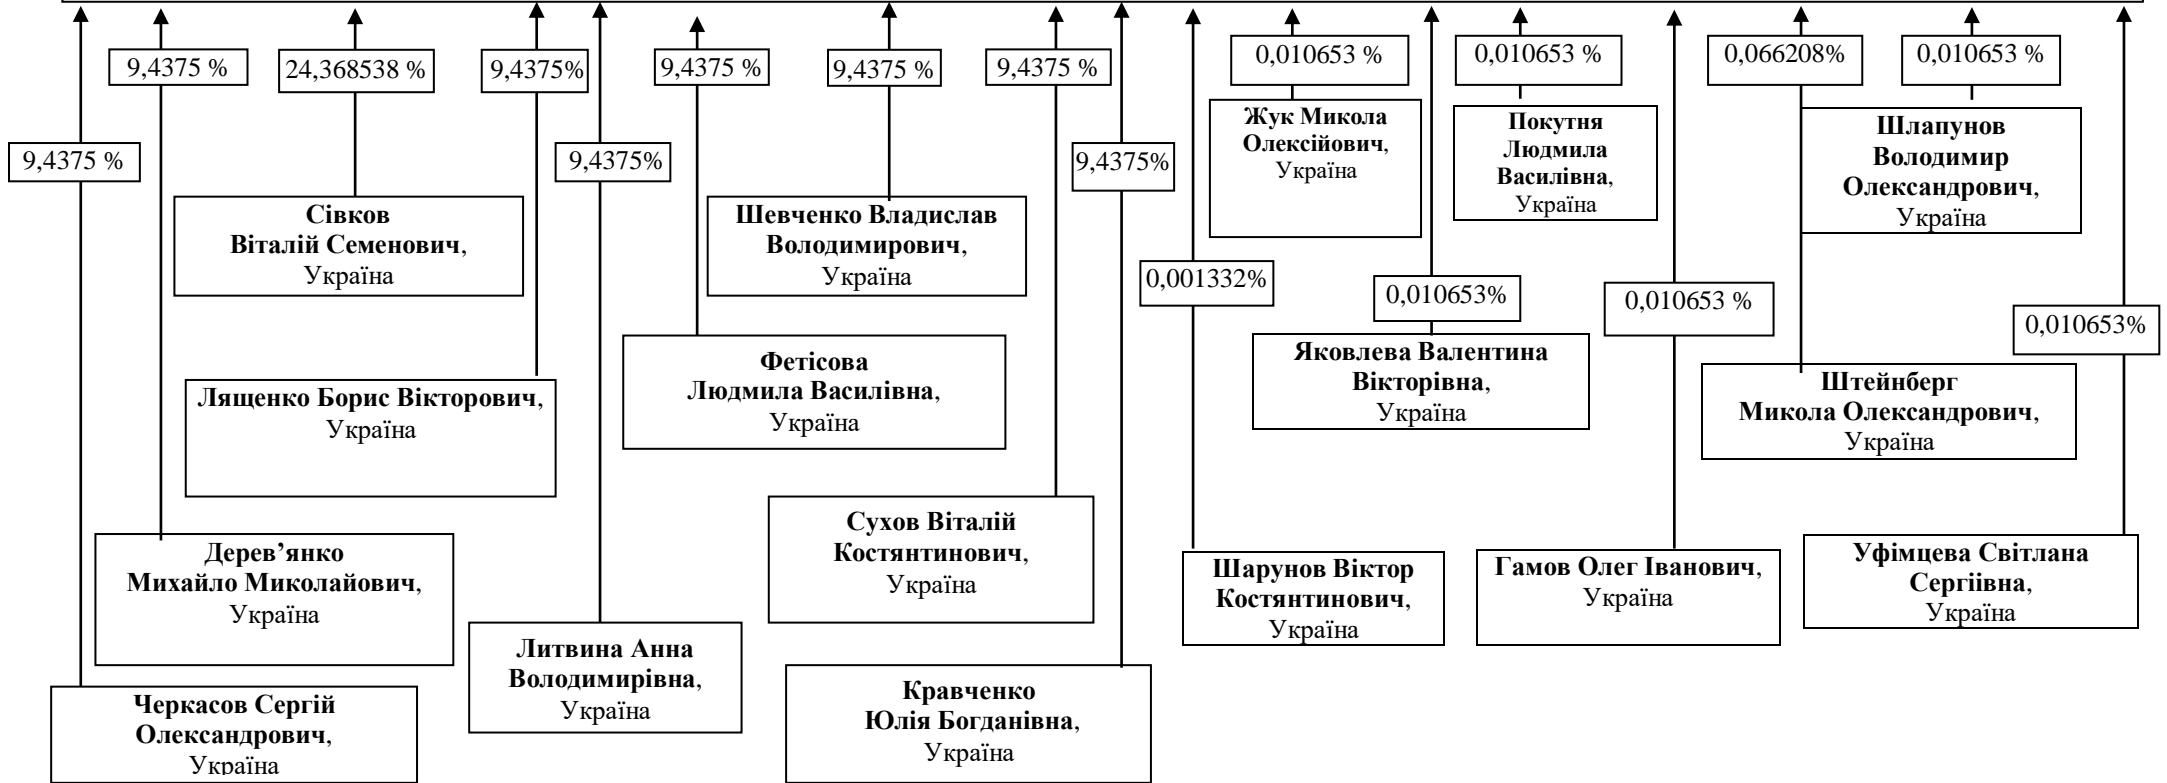 9,4375 %
24,368538 %
9,4375%
9,4375 %
9,4375 %
9,4375 %
0,010653 %
0,010653 %
0,066208%
0,010653 %
9,4375 %
9,4375%
9,4375%
Жук Микола
Олексійович,
Україна
Покутня
Людмила
Василівна,
Україна
Шлапунов
Володимир
Олександрович,
Україна
Сівков
Віталій Семенович,
Україна
Шевченко Владислав
Володимирович,
Україна
0,001332%
0,010653%
0,010653 %
0,010653%
Фетісова
Людмила Василівна,
Україна
Яковлева Валентина
Вікторівна,
Україна
Лященко Борис Вікторович,
Україна
Штейнберг
Микола Олександрович,
Україна
Сухов Віталій
Костянтинович,
Україна
Дерев’янко
Михайло Миколайович,
Україна
Шарунов Віктор
Костянтинович,
Україна
Гамов Олег Іванович,
Україна
Уфімцева Світлана
Сергіївна,
Україна
Литвина Анна
Володимирівна,
Україна
Кравченко
Юлія Богданівна,
Україна
Черкасов Сергій
Олександрович,
Україна